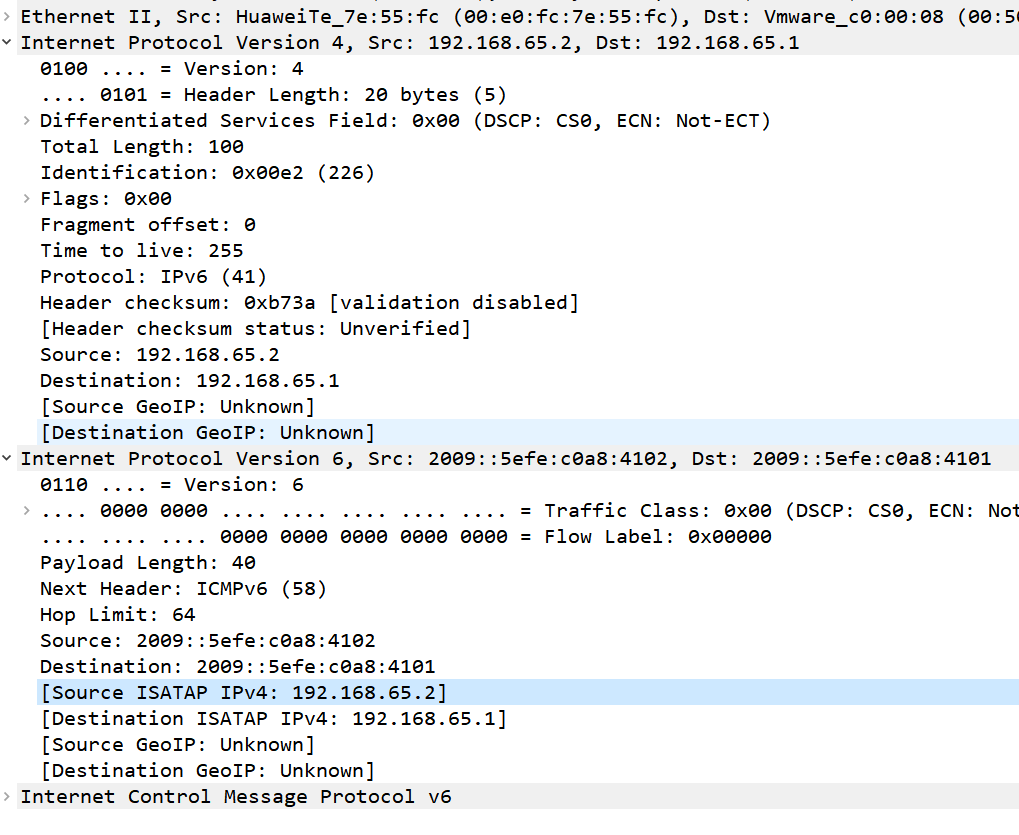 Ethernet II, Src: HuaweiTe_7e:55:fc (00:e0:fc:7e:55:fc), Dst: Vmware_c0:00:08 (00:50
Internet Protocol Version 4, Src: 192.168.65.2, Dst: 192.168.65.1
0100 .... = Version: 4
.... 0101 = Header Length: 20 bytes (5)
Differentiated Services Field: 0x00 (DSCP: CS0, ECN: Not-ECT)
Total Length: 100
Identification: 0x00e2 (226)
Flags: 0x00
Fragment offset: 0
Time to live: 255
Protocol: IPv6 (41)
Header checksum: 0xb73a [validation disabled]
[Header checksum status: Unverified]
Source: 192.168.65.2
Destination: 192.168.65.1
[Source GeoIP: Unknown]
[Destination GeoIP: Unknown]
Internet Protocol Version 6, Src: 2009::5efe:c0a8:4102, Dst: 2009::5efe:c0a8:4101
0110 .... = Version: 6
.... 0000 0000 .... .... .... .... .... = Traffic Class: 0x00 (DSCP: CS0, ECN: Not
.... .... .... 0000 0000 0000 0000 0000 = Flow Label: 0x00000
Payload Length: 40
Next Header: ICMPv6 (58)
Hop Limit: 64
Source: 2009::5efe:c0a8:4102
Destination: 2009::5efe:c0a8:4101
[Source ISATAP IPv4: 192.168.65.2]
[Destination ISATAP IPv4: 192.168.65.1]
[Source GeoIP: Unknown]
[Destination GeoIP: Unknown]
Internet Control Message Protocol v6